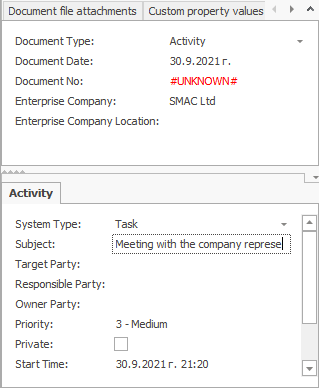 Document file attachments Custom property values
Document Type: Activity
Document Date: 30.9.2021 г.
Document No: #UNKNOWN#
Enterprise Company: SMAC Ltd
Enterprise Company Location:
Activity
System Type: Task
Subject: Meeting with the company represe
Target Party:
Responsible Party:
Owner Party:
Priority: 3 - Medium
Private:
Start Time: 30.9.2021 г. 21:20